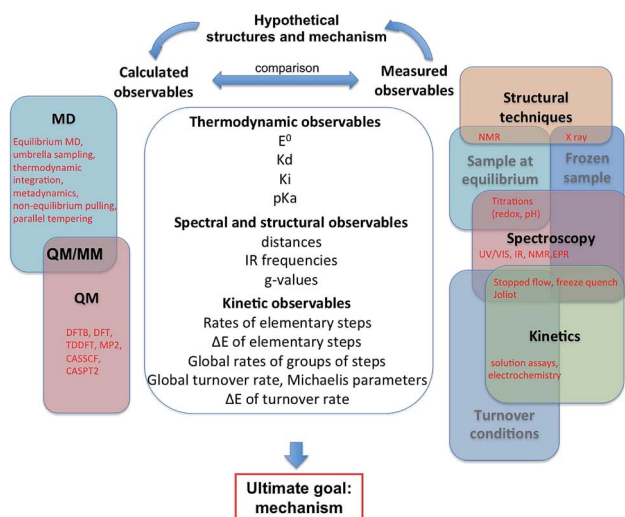 Hypothetical
structures and mechanism
Calculated
observables
comparison
Measured
observables
MD
Equilibrium MD,
umbrella sampling,
thermodynamic
integration,
metadynamics,
non-equilibrium pulling,
parallel tempering
QM/MM
QM
DFTB, DFT,
TDDFT, MP2,
CASSCF,
CASPT2
Thermodynamic observables
E⁰
Kd
Ki
pKa
Spectral and structural observables
distances
IR frequencies
g-values
Kinetic observables
Rates of elementary steps
ΔE of elementary steps
Global rates of groups of steps
Global turnover rate, Michaelis parameters
ΔE of turnover rate
Structural
techniques
NMR
X ray
Sample at
equilibrium
Frozen
sample
Titrations
(redox, pH)
Spectroscopy
UV/VIS, IR, NMR,EPR
Stopped flow, freeze quench
Joliot
Kinetics
solution assays,
electrochemistry
Turnover
conditions
Ultimate goal:
mechanism